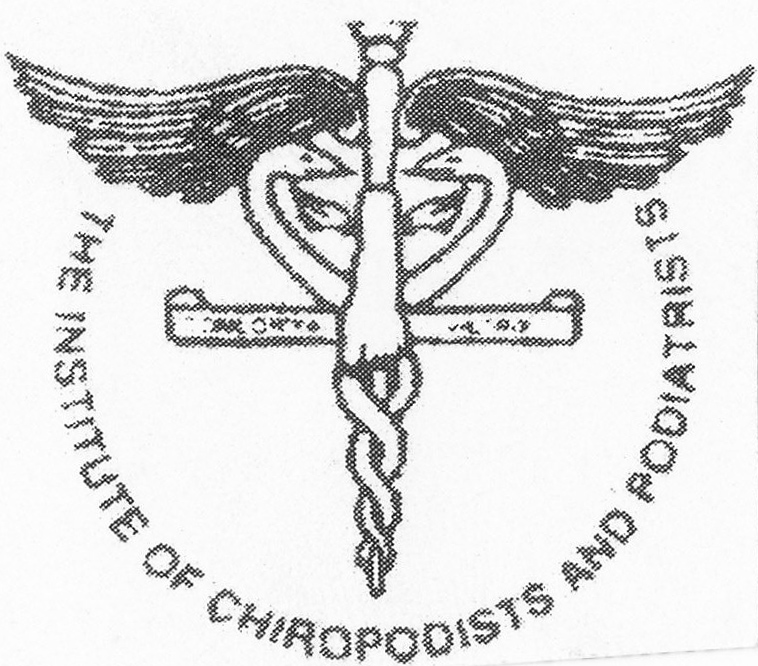 THE INSTITUTE OF CHIROPODISTS AND PODIATRISTS